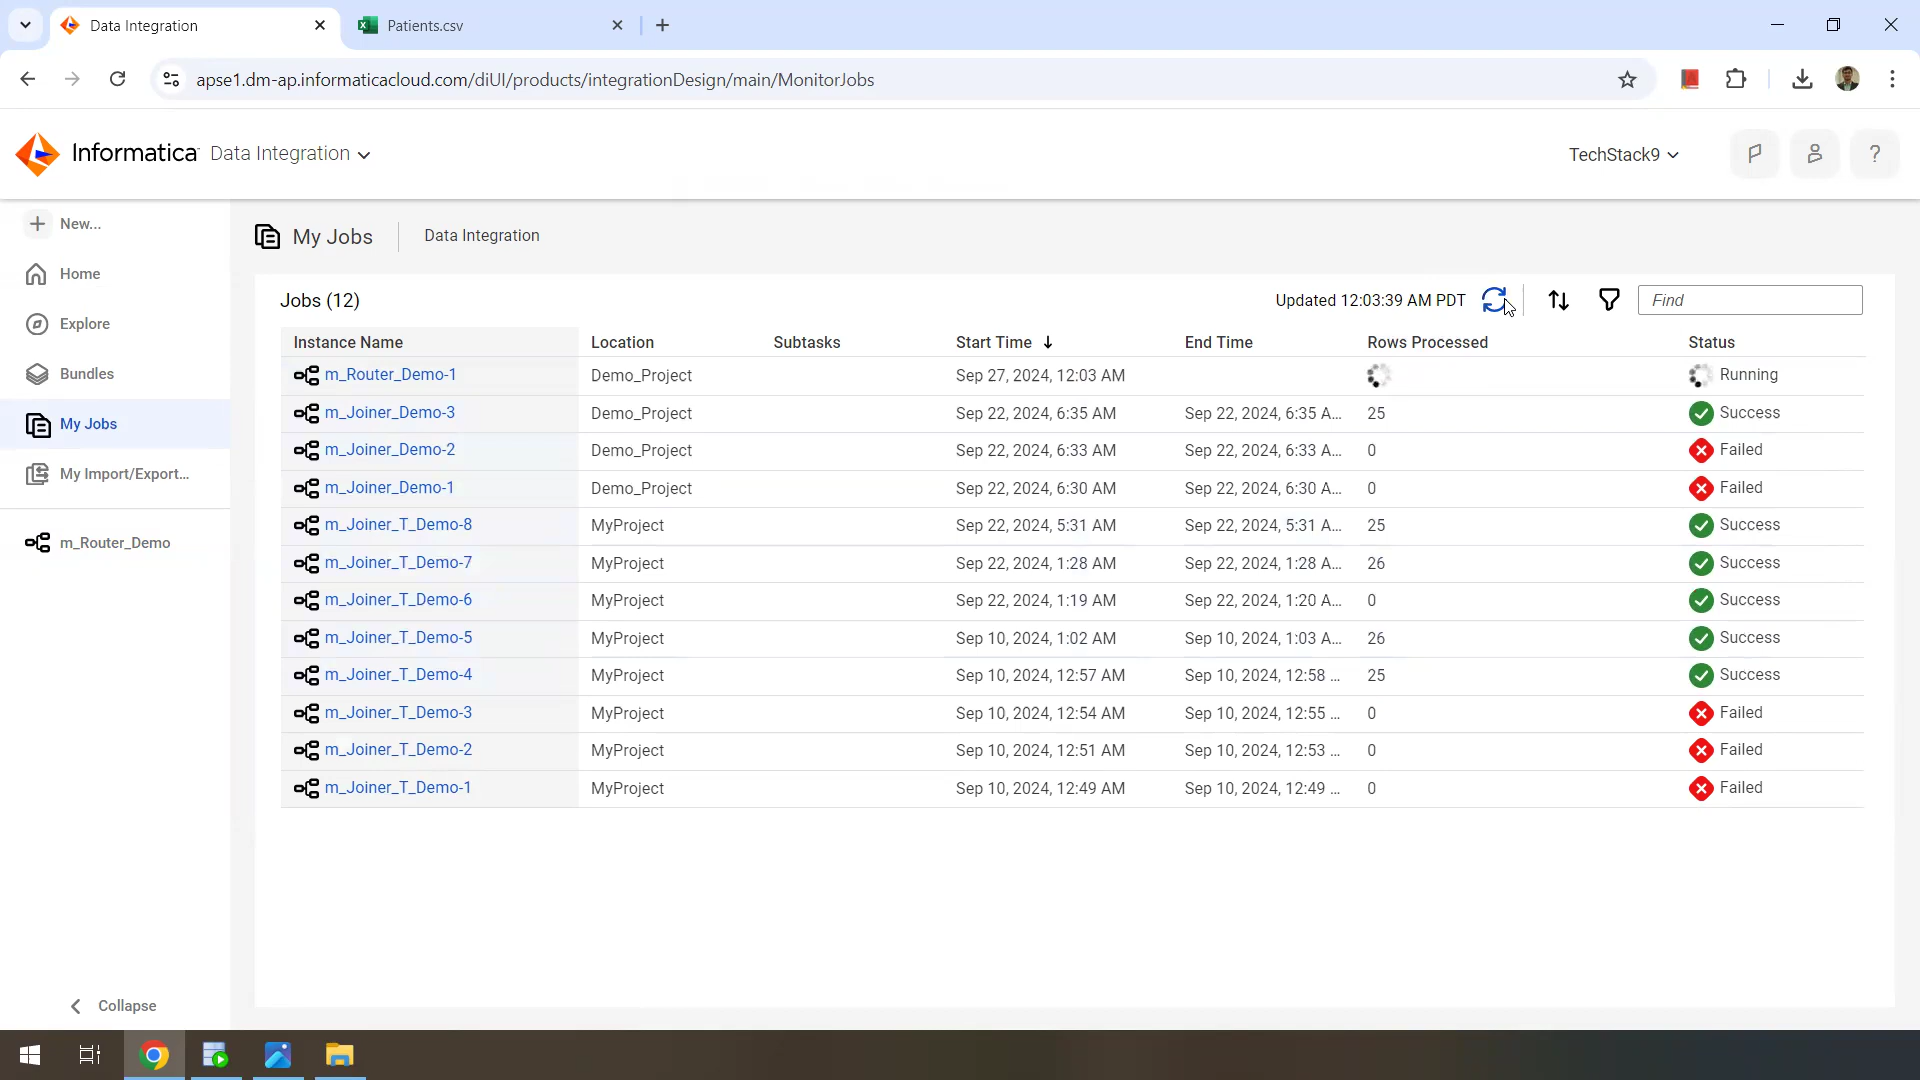 Data Integration
Patients.csv
apse1.dm-ap.informaticacloud.com/diUI/products/integrationDesign/main/MonitorJobs
Informatica Data Integration
TechStack9
?
New...
Home
Explore
Bundles
My Jobs
My Import/Export...
m_Router_Demo
Collapse
My Jobs Data Integration
Jobs (12) Updated 12:03:39 AM PDT Find
Instance Name Location Subtasks Start Time End Time Rows Processed Status
m_Router_Demo-1 Demo_Project Sep 27, 2024, 12:03 AM Running
m_Joiner_Demo-3 Demo_Project Sep 22, 2024, 6:35 AM Sep 22, 2024, 6:35 A... 25 Success
m_Joiner_Demo-2 Demo_Project Sep 22, 2024, 6:33 AM Sep 22, 2024, 6:33 A... 0 Failed
m_Joiner_Demo-1 Demo_Project Sep 22, 2024, 6:30 AM Sep 22, 2024, 6:30 A... 0 Failed
m_Joiner_T_Demo-8 MyProject Sep 22, 2024, 5:31 AM Sep 22, 2024, 5:31 A... 25 Success
m_Joiner_T_Demo-7 MyProject Sep 22, 2024, 1:28 AM Sep 22, 2024, 1:28 A... 26 Success
m_Joiner_T_Demo-6 MyProject Sep 22, 2024, 1:19 AM Sep 22, 2024, 1:20 A... 0 Success
m_Joiner_T_Demo-5 MyProject Sep 10, 2024, 1:02 AM Sep 10, 2024, 1:03 A... 26 Success
m_Joiner_T_Demo-4 MyProject Sep 10, 2024, 12:57 AM Sep 10, 2024, 12:58 ... 25 Success
m_Joiner_T_Demo-3 MyProject Sep 10, 2024, 12:54 AM Sep 10, 2024, 12:55 ... 0 Failed
m_Joiner_T_Demo-2 MyProject Sep 10, 2024, 12:51 AM Sep 10, 2024, 12:53 ... 0 Failed
m_Joiner_T_Demo-1 MyProject Sep 10, 2024, 12:49 AM Sep 10, 2024, 12:49 ... 0 Failed